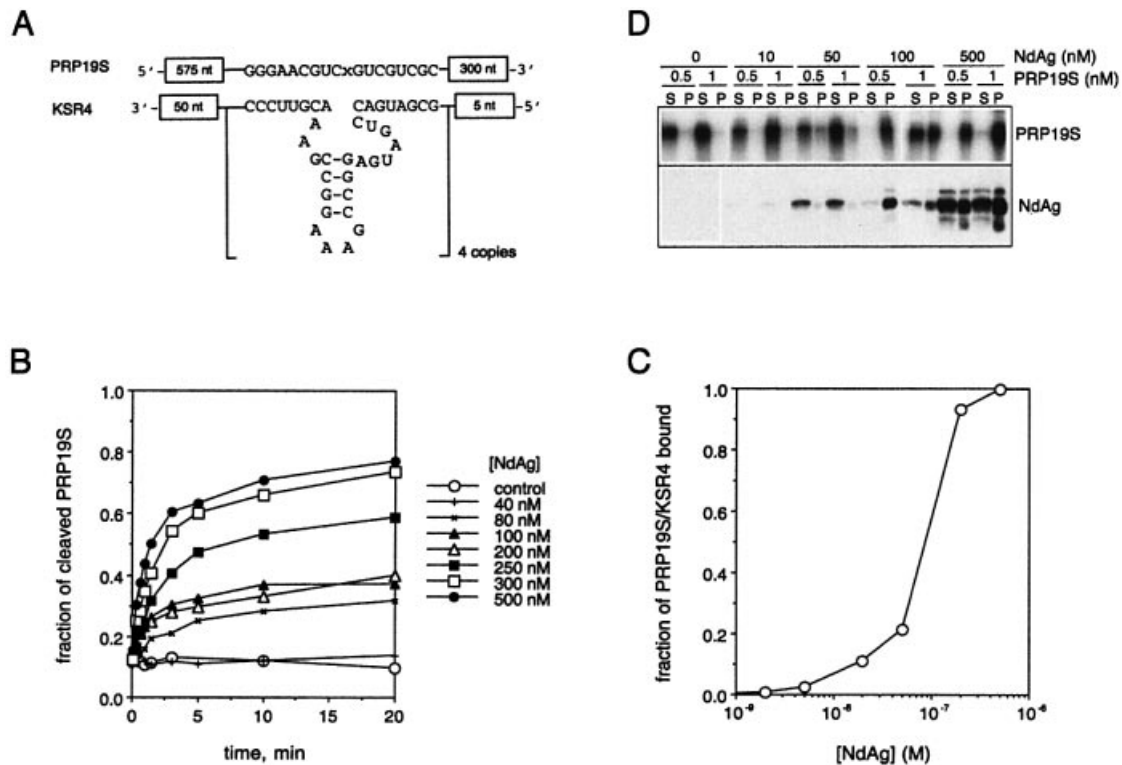 A
PRP19S 5'- 575 nt —GGGAACGUCxGUCGUCGC— 300 nt -3'
KSR4 3'- 50 nt CCCUUGCA CAGUAGCG 5 nt -5'
A C U G
A A
G C-G A G U
C-G
G-C
G-C
A G
A A
4 copies
D
0 10 50 100 500 NdAg (nM)
0.5 1 0.5 1 0.5 1 0.5 1 0.5 1 PRP19S (nM)
S P S P S P S P S P S P S P S P S P S P
PRP19S
NdAg
B
fraction of cleaved PRP19S
1.0
0.8
0.6
0.4
0.2
0.0
0 5 10 15 20
time, min
[NdAg]
control
40 nM
80 nM
100 nM
200 nM
250 nM
300 nM
500 nM
C
fraction of PRP19S/KSR4 bound
1.0
0.8
0.6
0.4
0.2
0.0
10⁻⁹ 10⁻⁸ 10⁻⁷ 10⁻⁶
[NdAg] (M)